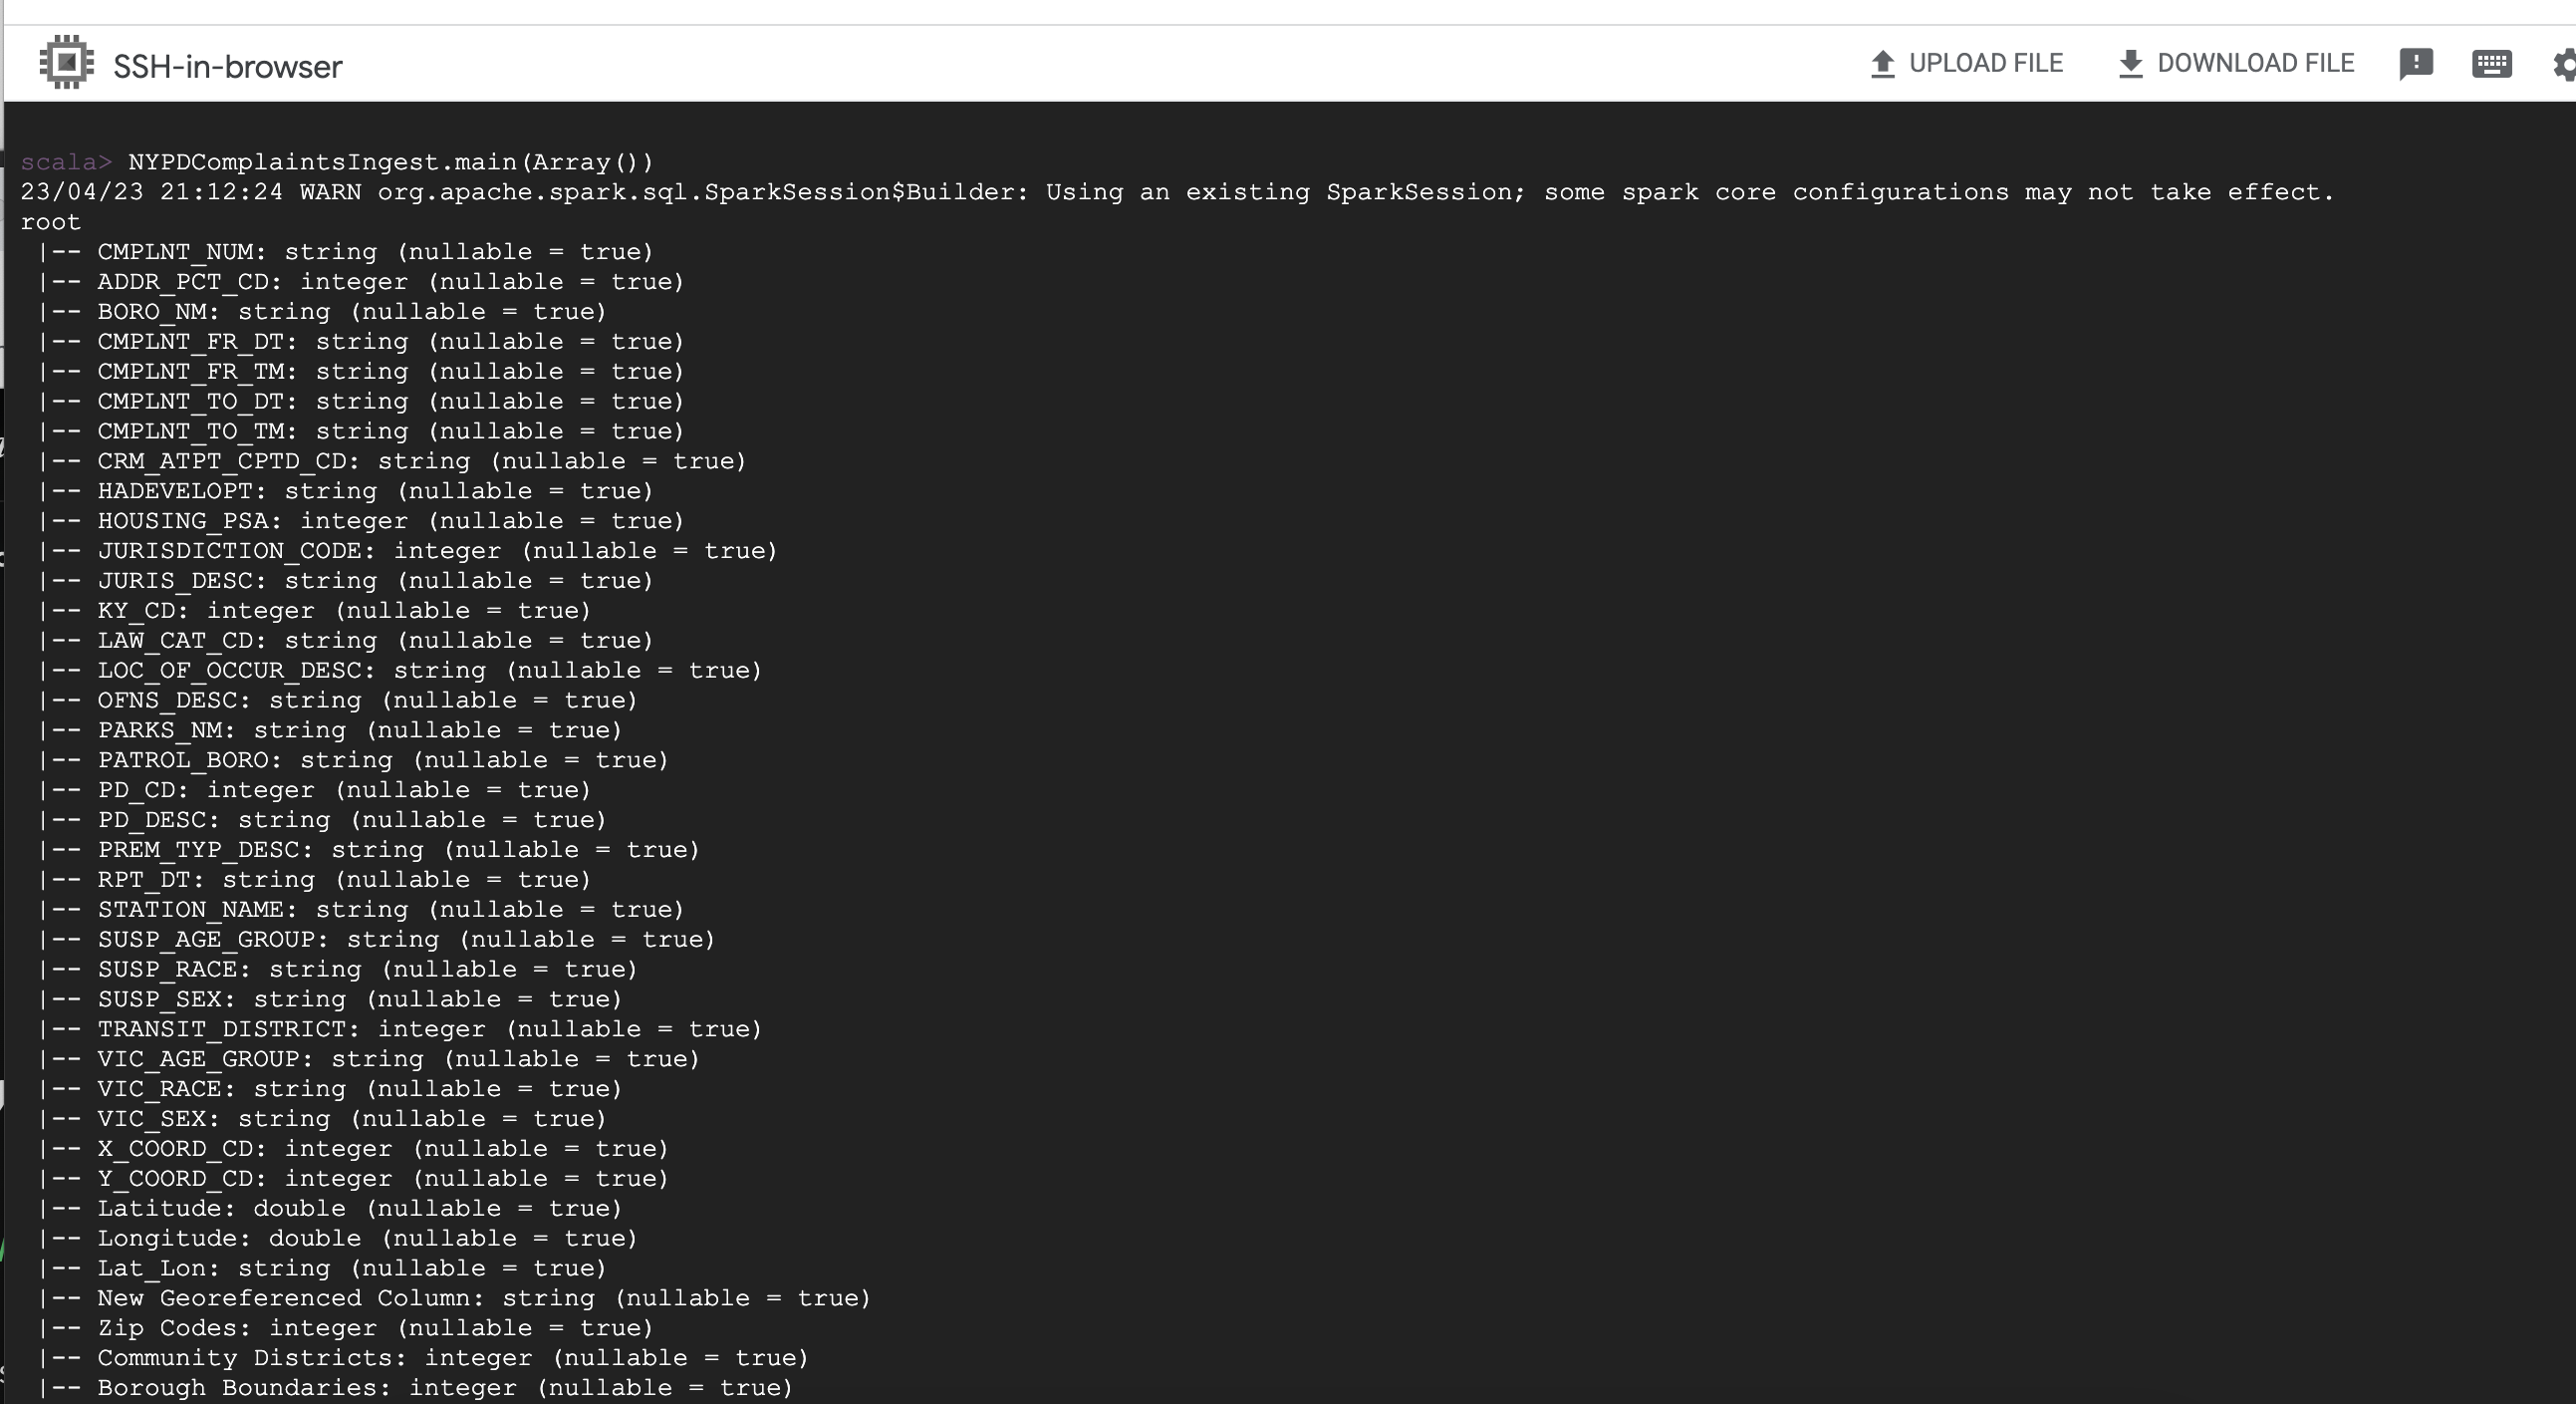 SSH-in-browser
UPLOAD FILE
DOWNLOAD FILE
scala> NYPDComplaintsIngest.main(Array())
23/04/23 21:12:24 WARN org.apache.spark.sql.SparkSession$Builder: Using an existing SparkSession; some spark core configurations may not take effect.
root
 |-- CMPLNT_NUM: string (nullable = true)
 |-- ADDR_PCT_CD: integer (nullable = true)
 |-- BORO_NM: string (nullable = true)
 |-- CMPLNT_FR_DT: string (nullable = true)
 |-- CMPLNT_FR_TM: string (nullable = true)
 |-- CMPLNT_TO_DT: string (nullable = true)
 |-- CMPLNT_TO_TM: string (nullable = true)
 |-- CRM_ATPT_CPTD_CD: string (nullable = true)
 |-- HADEVELOPT: string (nullable = true)
 |-- HOUSING_PSA: integer (nullable = true)
 |-- JURISDICTION_CODE: integer (nullable = true)
 |-- JURIS_DESC: string (nullable = true)
 |-- KY_CD: integer (nullable = true)
 |-- LAW_CAT_CD: string (nullable = true)
 |-- LOC_OF_OCCUR_DESC: string (nullable = true)
 |-- OFNS_DESC: string (nullable = true)
 |-- PARKS_NM: string (nullable = true)
 |-- PATROL_BORO: string (nullable = true)
 |-- PD_CD: integer (nullable = true)
 |-- PD_DESC: string (nullable = true)
 |-- PREM_TYP_DESC: string (nullable = true)
 |-- RPT_DT: string (nullable = true)
 |-- STATION_NAME: string (nullable = true)
 |-- SUSP_AGE_GROUP: string (nullable = true)
 |-- SUSP_RACE: string (nullable = true)
 |-- SUSP_SEX: string (nullable = true)
 |-- TRANSIT_DISTRICT: integer (nullable = true)
 |-- VIC_AGE_GROUP: string (nullable = true)
 |-- VIC_RACE: string (nullable = true)
 |-- VIC_SEX: string (nullable = true)
 |-- X_COORD_CD: integer (nullable = true)
 |-- Y_COORD_CD: integer (nullable = true)
 |-- Latitude: double (nullable = true)
 |-- Longitude: double (nullable = true)
 |-- Lat_Lon: string (nullable = true)
 |-- New Georeferenced Column: string (nullable = true)
 |-- Zip Codes: integer (nullable = true)
 |-- Community Districts: integer (nullable = true)
 |-- Borough Boundaries: integer (nullable = true)